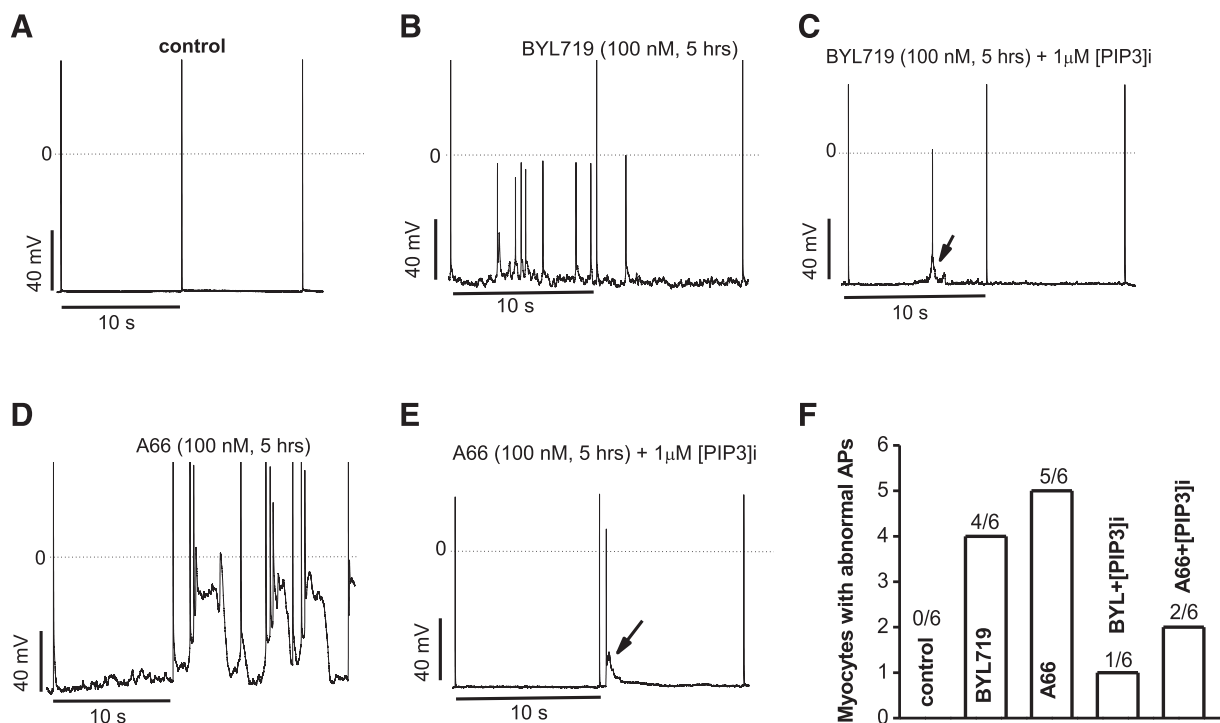 A
control
0
40 mV
10 s
B
BYL719 (100 nM, 5 hrs)
0
40 mV
10 s
C
BYL719 (100 nM, 5 hrs) + 1μM [PIP3]i
0
40 mV
10 s
D
A66 (100 nM, 5 hrs)
0
40 mV
10 s
E
A66 (100 nM, 5 hrs) + 1μM [PIP3]i
0
40 mV
10 s
F
Myocytes with abnormal APs
6
5
4
3
2
1
0
0/6
control
4/6
BYL719
5/6
A66
BYL+[PIP3]i
1/6
A66+[PIP3]i
2/6